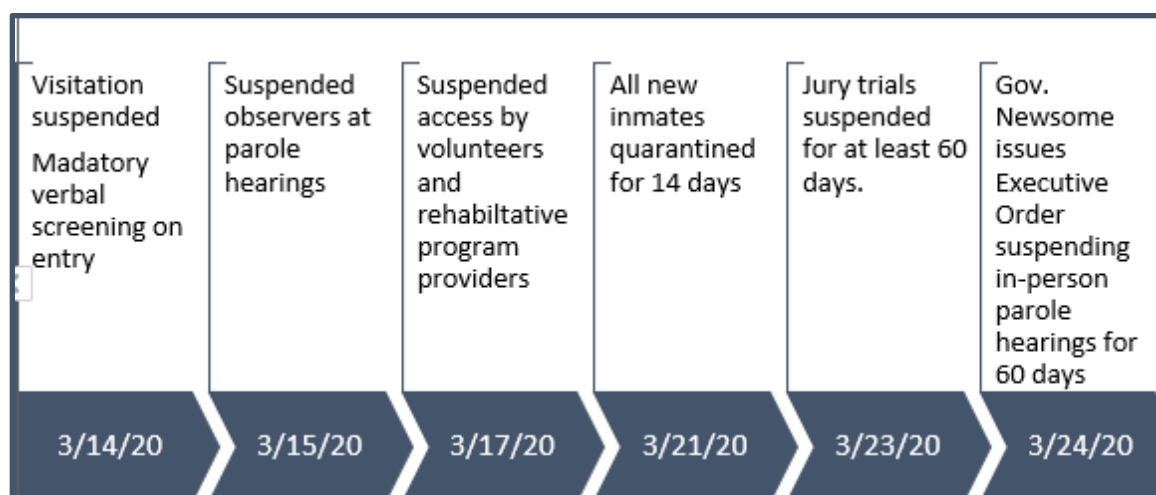 Visitation
suspended
Madatory
verbal
screening on
entry
Suspended
observers at
parole
hearings
Suspended
access by
volunteers
and
rehabiltative
program
providers
All new
inmates
quarantined
for 14 days
Jury trials
suspended
for at least 60
days.
Gov.
Newsome
issues
Executive
Order
suspending
in-person
parole
hearings for
60 days
3/14/20
3/15/20
3/17/20
3/21/20
3/23/20
3/24/20